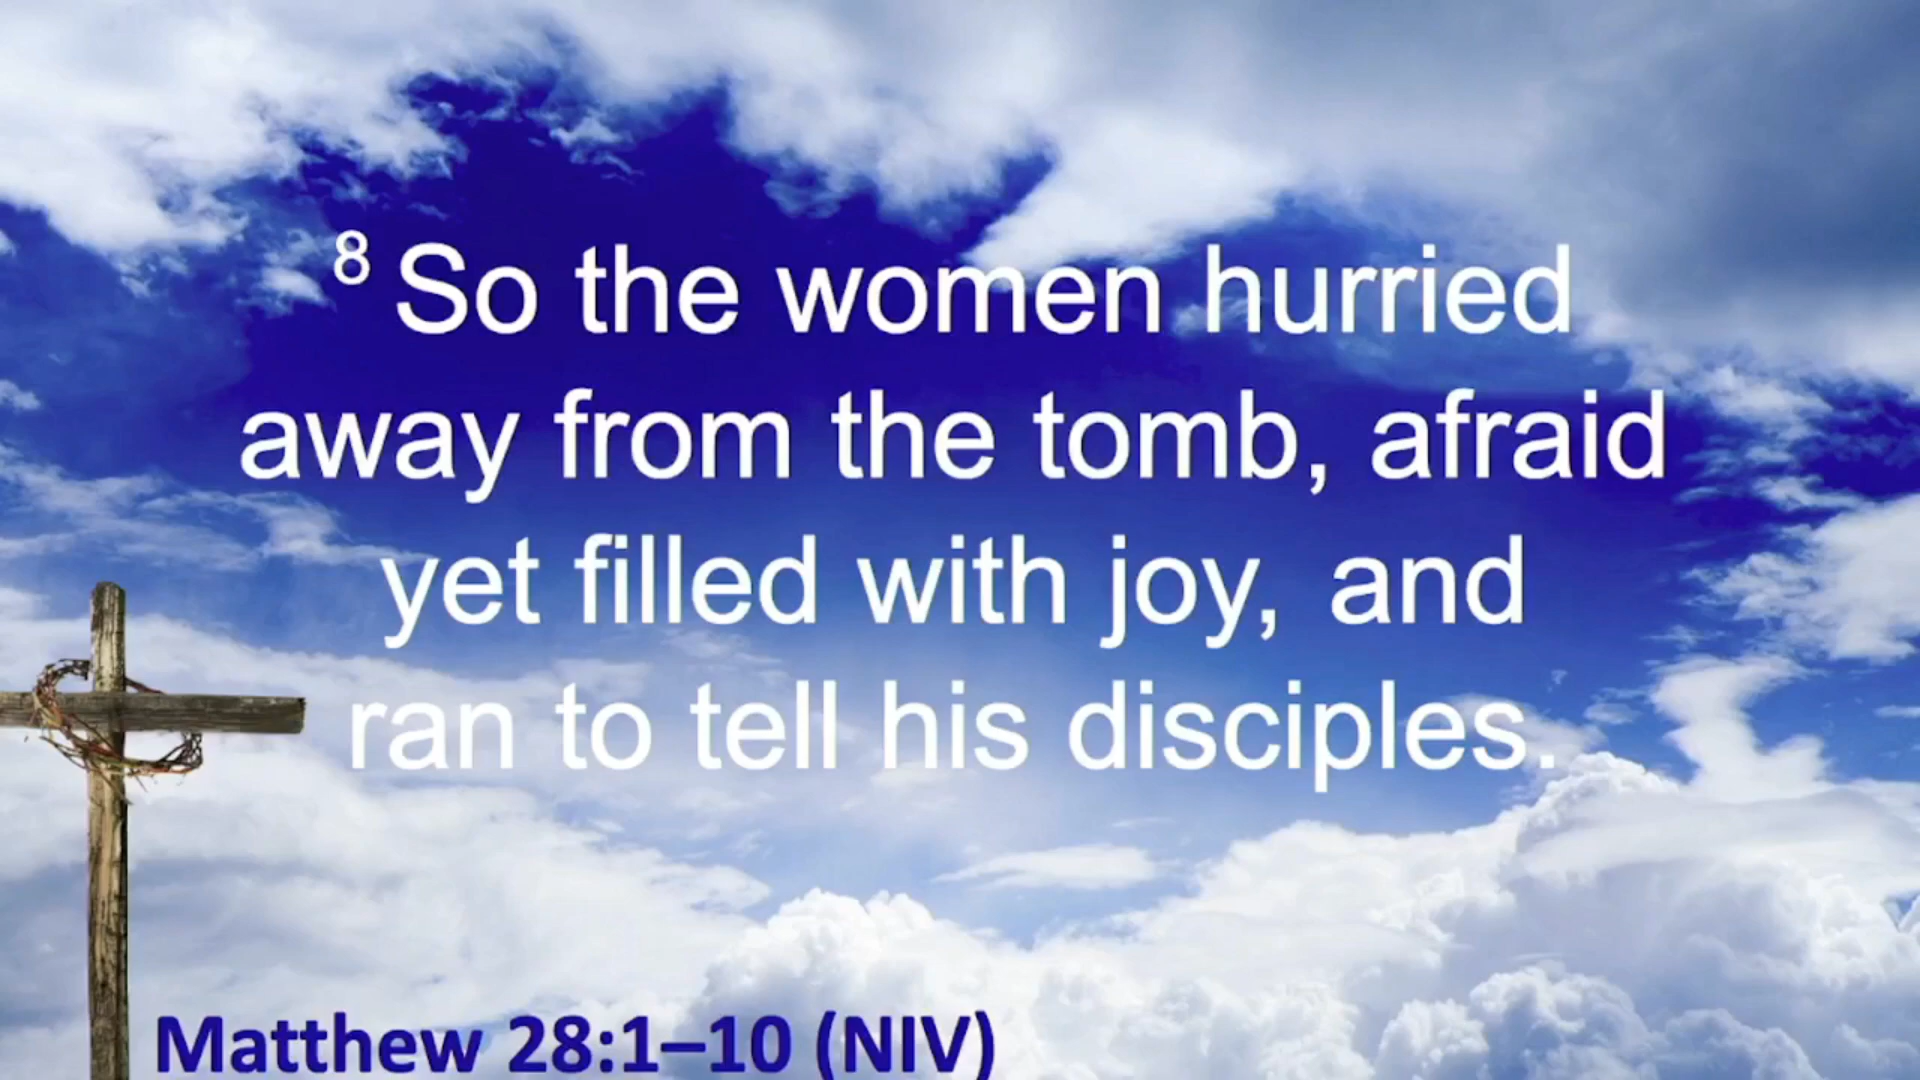 8 So the women hurried
away from the tomb, afraid
yet filled with joy, and
ran to tell his disciples.
Matthew 28:1–10 (NIV)